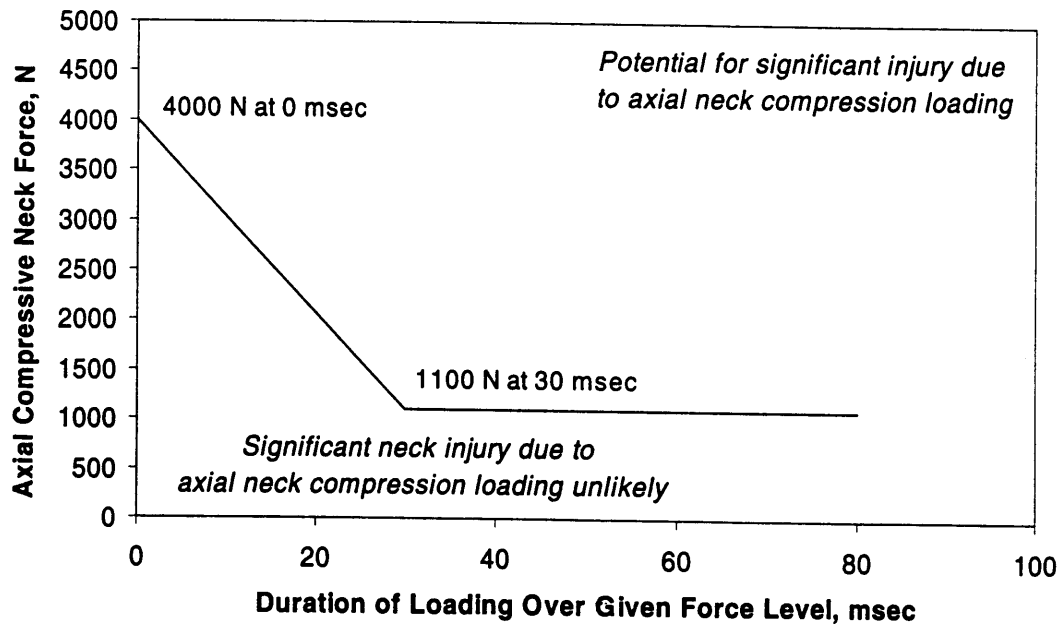 5000
4500
4000
3500
3000
2500
2000
1500
1000
500
0
Axial Compressive Neck Force, N
4000 N at 0 msec
Potential for significant injury due
to axial neck compression loading
1100 N at 30 msec
Significant neck injury due to
axial neck compression loading unlikely
0 20 40 60 80 100
Duration of Loading Over Given Force Level, msec